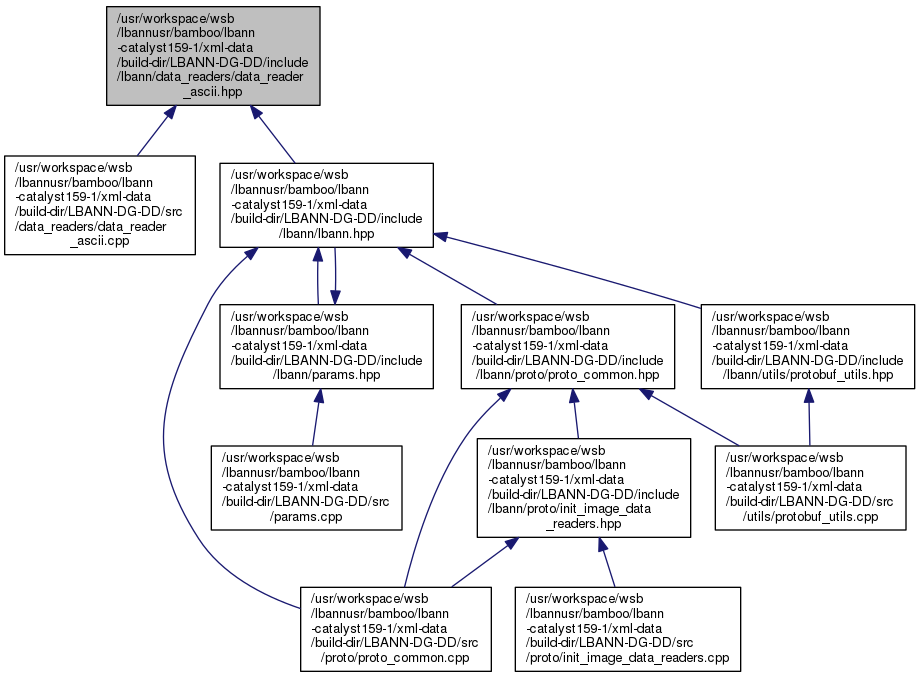 /usr/workspace/wsb
/lbannusr/bamboo/lbann
-catalyst159-1/xml-data
/build-dir/LBANN-DG-DD/include
/lbann/data_readers/data_reader
_ascii.hpp
/usr/workspace/wsb
/lbannusr/bamboo/lbann
-catalyst159-1/xml-data
/build-dir/LBANN-DG-DD/src
/data_readers/data_reader
_ascii.cpp
/usr/workspace/wsb
/lbannusr/bamboo/lbann
-catalyst159-1/xml-data
/build-dir/LBANN-DG-DD/include
/lbann/lbann.hpp
/usr/workspace/wsb
/lbannusr/bamboo/lbann
-catalyst159-1/xml-data
/build-dir/LBANN-DG-DD/include
/lbann/params.hpp
/usr/workspace/wsb
/lbannusr/bamboo/lbann
-catalyst159-1/xml-data
/build-dir/LBANN-DG-DD/include
/lbann/proto/proto_common.hpp
/usr/workspace/wsb
/lbannusr/bamboo/lbann
-catalyst159-1/xml-data
/build-dir/LBANN-DG-DD/include
/lbann/utils/protobuf_utils.hpp
/usr/workspace/wsb
/lbannusr/bamboo/lbann
-catalyst159-1/xml-data
/build-dir/LBANN-DG-DD/src
/params.cpp
/usr/workspace/wsb
/lbannusr/bamboo/lbann
-catalyst159-1/xml-data
/build-dir/LBANN-DG-DD/include
/lbann/proto/init_image_data
_readers.hpp
/usr/workspace/wsb
/lbannusr/bamboo/lbann
-catalyst159-1/xml-data
/build-dir/LBANN-DG-DD/src
/utils/protobuf_utils.cpp
/usr/workspace/wsb
/lbannusr/bamboo/lbann
-catalyst159-1/xml-data
/build-dir/LBANN-DG-DD/src
/proto/proto_common.cpp
/usr/workspace/wsb
/lbannusr/bamboo/lbann
-catalyst159-1/xml-data
/build-dir/LBANN-DG-DD/src
/proto/init_image_data_readers.cpp